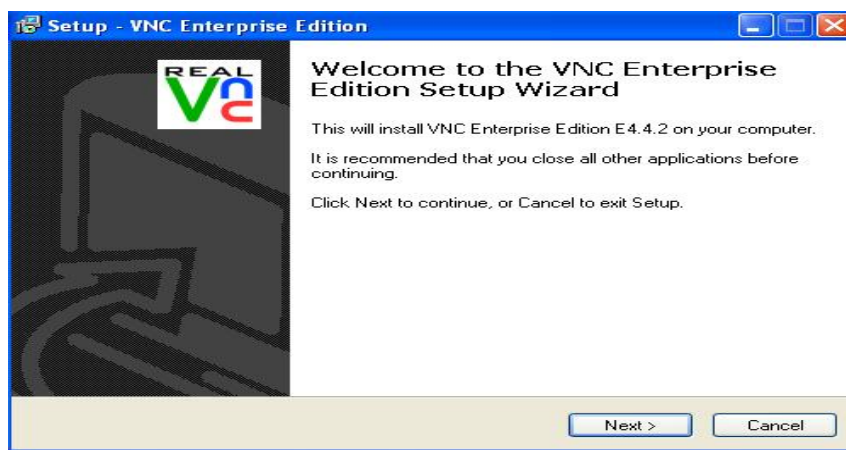 Setup - VNC Enterprise Edition
REAL
Vnc
Welcome to the VNC Enterprise
Edition Setup Wizard
This will install VNC Enterprise Edition E4.4.2 on your computer.
It is recommended that you close all other applications before
continuing.
Click Next to continue, or Cancel to exit Setup.
Next >
Cancel